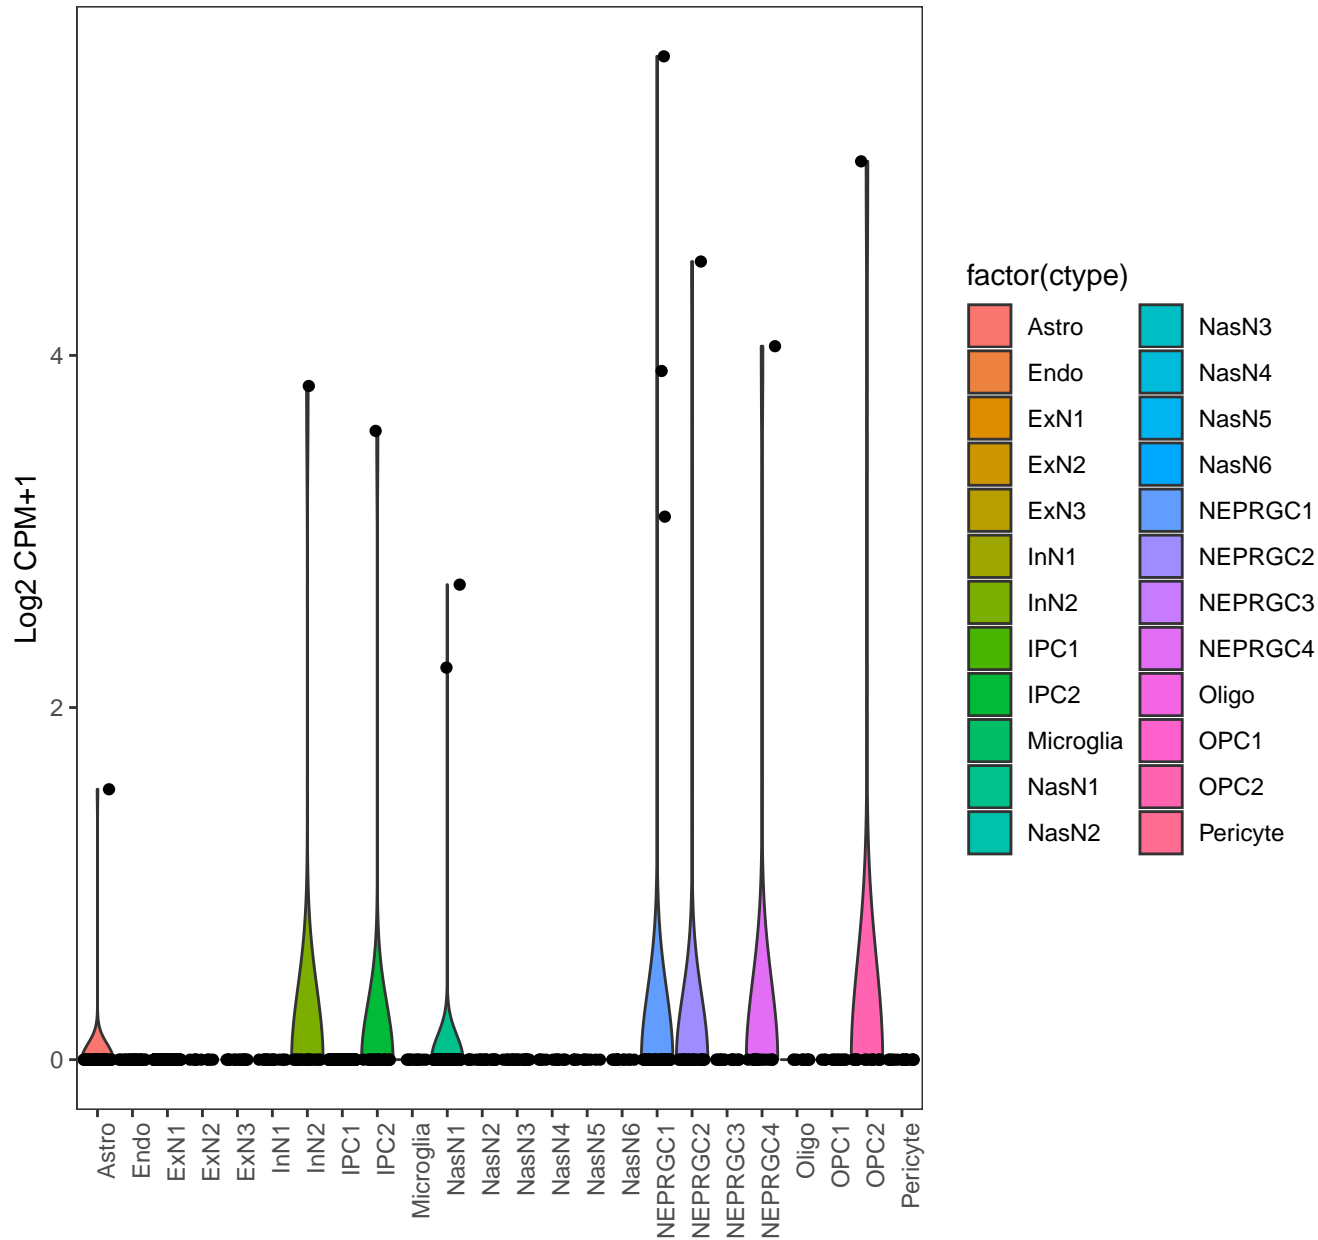 Log2 CPM+1
4
2
0
Astro
Endo
ExN1
ExN2
ExN3
InN1
InN2
IPC1
IPC2
Microglia
NasN1
NasN2
NasN3
NasN4
NasN5
NasN6
NEPRGC1
NEPRGC2
NEPRGC3
NEPRGC4
Oligo
OPC1
OPC2
Pericyte
factor(ctype)
Astro
Endo
ExN1
ExN2
ExN3
InN1
InN2
IPC1
IPC2
Microglia
NasN1
NasN2
NasN3
NasN4
NasN5
NasN6
NEPRGC1
NEPRGC2
NEPRGC3
NEPRGC4
Oligo
OPC1
OPC2
Pericyte